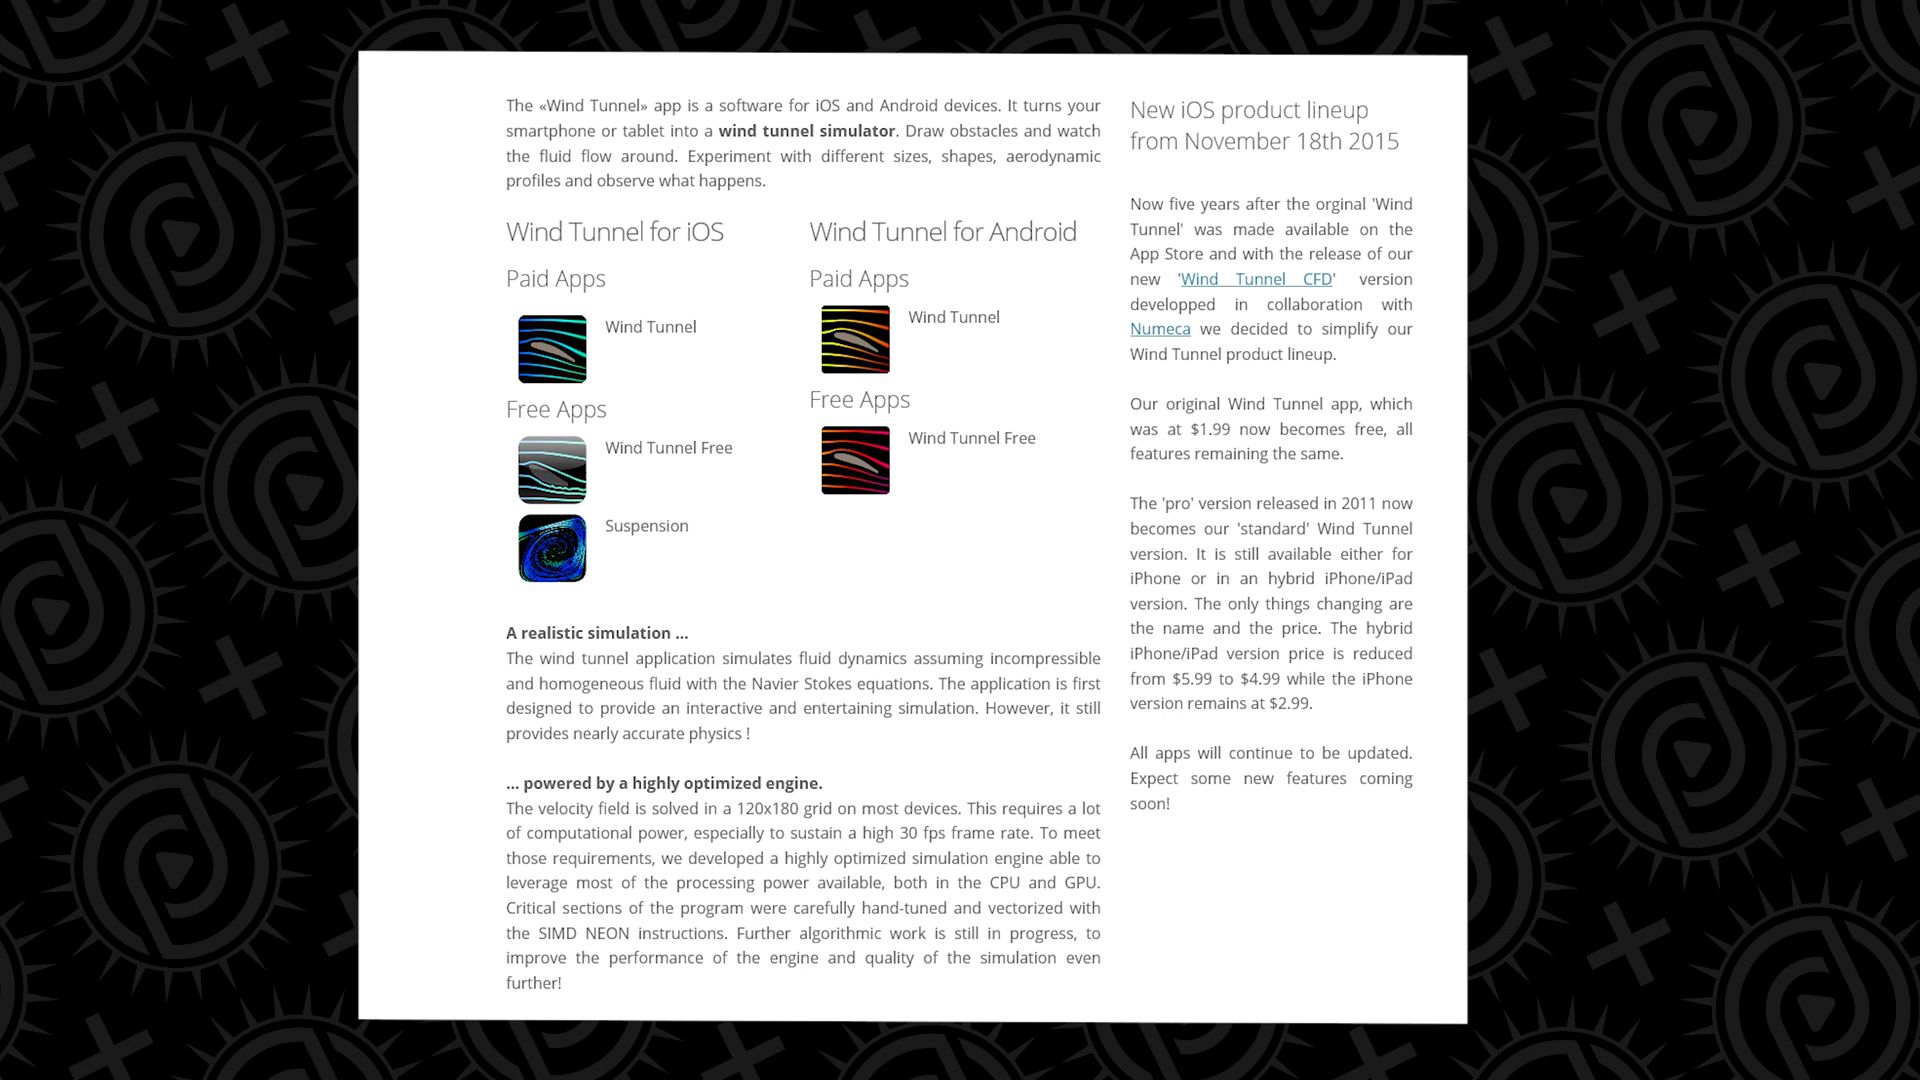 The «Wind Tunnel» app is a software for iOS and Android devices. It turns your
smartphone or tablet into a wind tunnel simulator. Draw obstacles and watch
the fluid flow around. Experiment with different sizes, shapes, aerodynamic
profiles and observe what happens.
Wind Tunnel for iOS
Paid Apps
Wind Tunnel
Free Apps
Wind Tunnel Free
Suspension
Wind Tunnel for Android
Paid Apps
Wind Tunnel
Free Apps
Wind Tunnel Free
A realistic simulation ...
The wind tunnel application simulates fluid dynamics assuming incompressible
and homogeneous fluid with the Navier Stokes equations. The application is first
designed to provide an interactive and entertaining simulation. However, it still
provides nearly accurate physics !
... powered by a highly optimized engine.
The velocity field is solved in a 120x180 grid on most devices. This requires a lot
of computational power, especially to sustain a high 30 fps frame rate. To meet
those requirements, we developed a highly optimized simulation engine able to
leverage most of the processing power available, both in the CPU and GPU.
Critical sections of the program were carefully hand-tuned and vectorized with
the SIMD NEON instructions. Further algorithmic work is still in progress, to
improve the performance of the engine and quality of the simulation even
further!
New iOS product lineup
from November 18th 2015
Now five years after the orginal 'Wind
Tunnel' was made available on the
App Store and with the release of our
new 'Wind Tunnel CFD' version
developped in collaboration with
Numeca we decided to simplify our
Wind Tunnel product lineup.
Our original Wind Tunnel app, which
was at $1.99 now becomes free, all
features remaining the same.
The 'pro' version released in 2011 now
becomes our 'standard' Wind Tunnel
version. It is still available either for
iPhone or in an hybrid iPhone/iPad
version. The only things changing are
the name and the price. The hybrid
iPhone/iPad version price is reduced
from $5.99 to $4.99 while the iPhone
version remains at $2.99.
All apps will continue to be updated.
Expect some new features coming
soon!